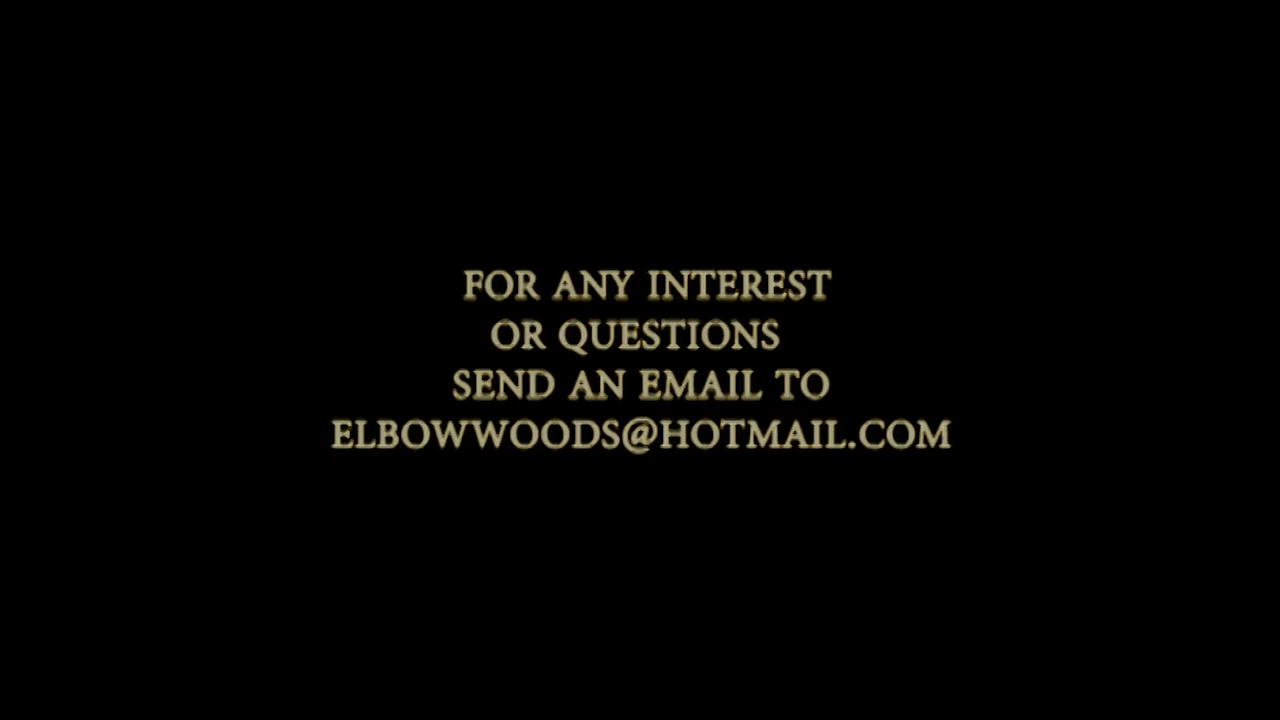 FOR ANY INTEREST
OR QUESTIONS
SEND AN EMAIL TO
ELBOWWOODS@HOTMAIL.COM